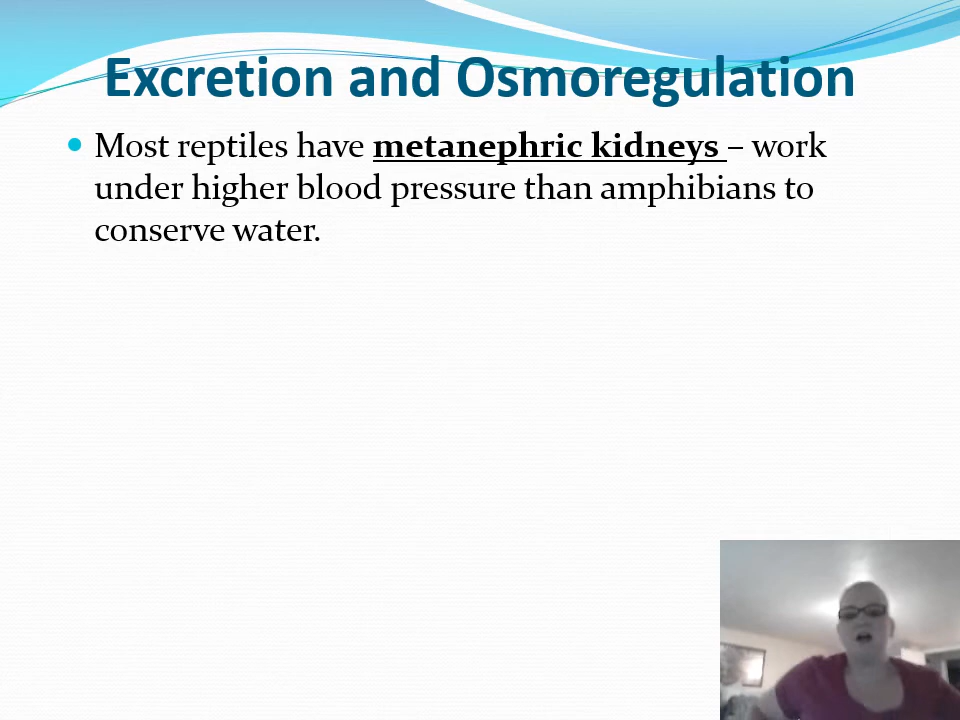 Excretion and Osmoregulation
• Most reptiles have metanephric kidneys – work
under higher blood pressure than amphibians to
conserve water.